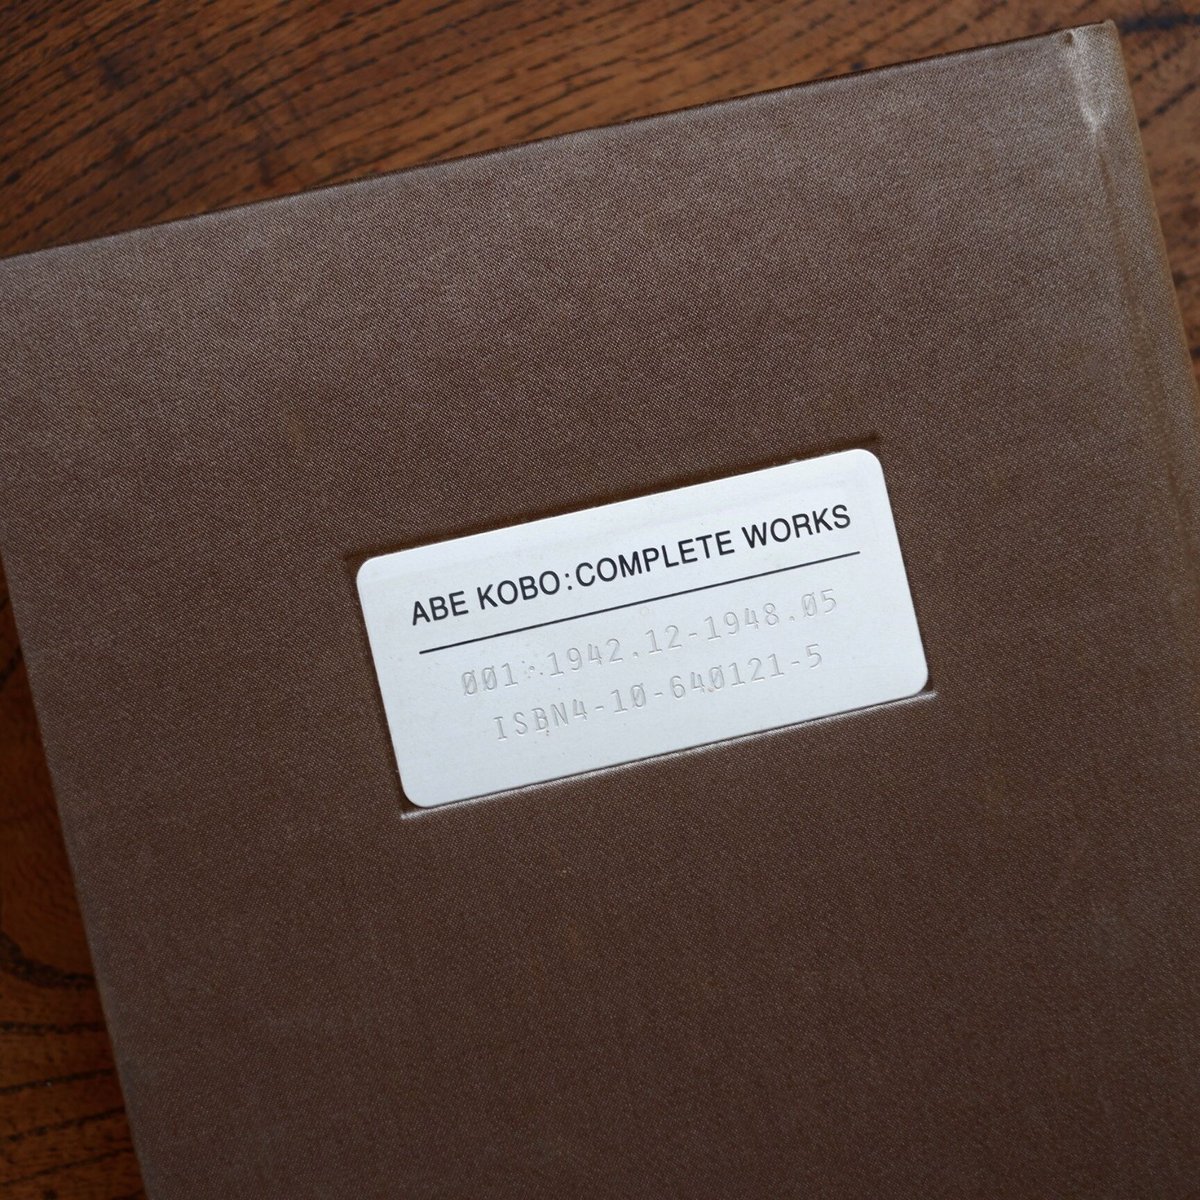 ABE KOBO:COMPLETE WORKS
001:1942.12-1948.05
ISBN4-10-640121-5